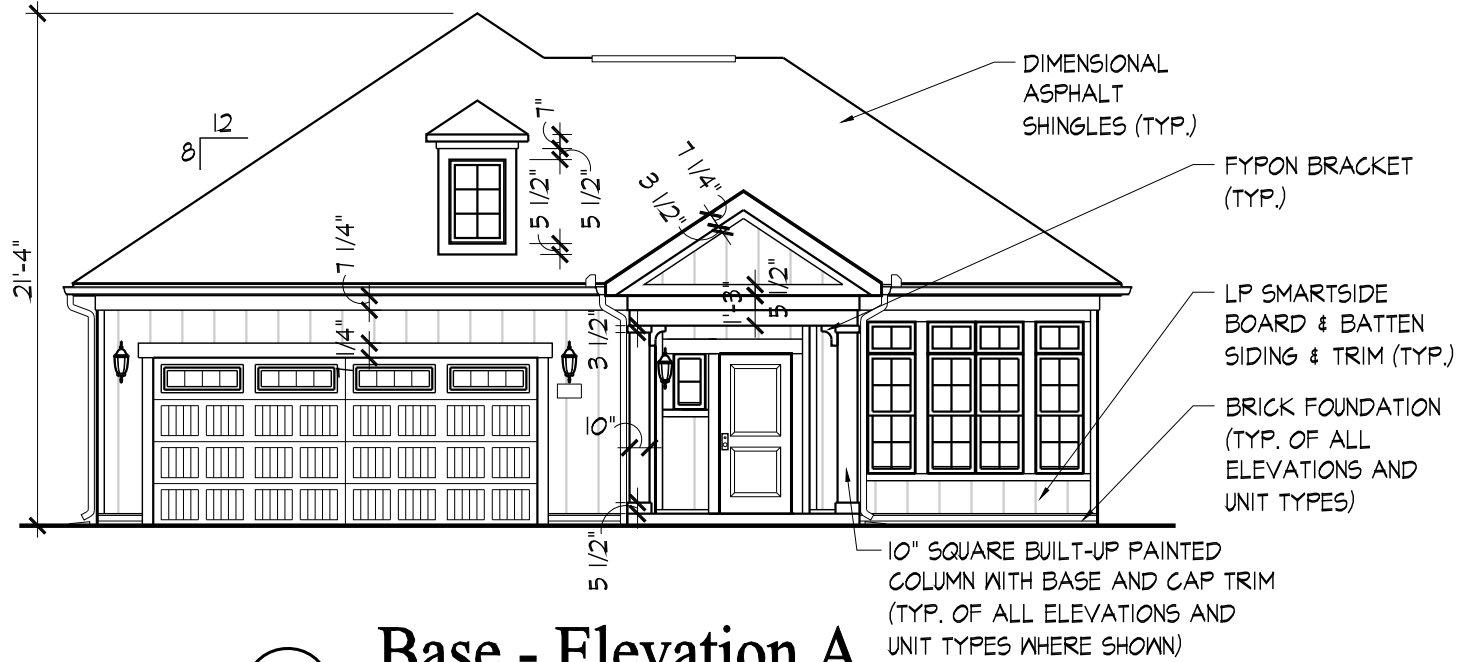 21'-4"
12
8
7"
5 1/2"
5 1/2"
7 1/4"
3 1/2"
7 1/4"
1'-3"
5 1/2"
3 1/2"
10"
5 1/2"
DIMENSIONAL
ASPHALT
SHINGLES (TYP.)
FYPON BRACKET
(TYP.)
LP SMARTSIDE
BOARD & BATTEN
SIDING & TRIM (TYP.)
BRICK FOUNDATION
(TYP. OF ALL
ELEVATIONS AND
UNIT TYPES)
10" SQUARE BUILT-UP PAINTED
COLUMN WITH BASE AND CAP TRIM
(TYP. OF ALL ELEVATIONS AND
UNIT TYPES WHERE SHOWN)
Base - Elevation A